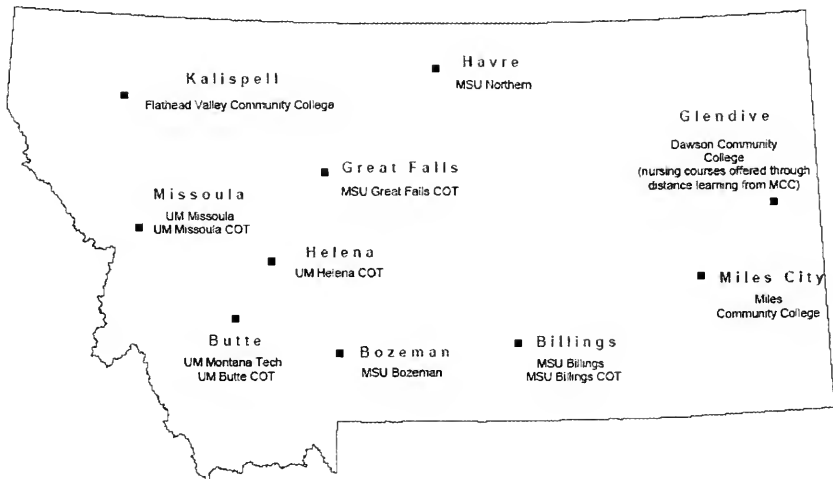 Kalispell
Flathead Valley Community College
Havre
MSU Northern
Glendive
Dawson Community
College
(nursing courses offered through
distance learning from MCC)
Great Falls
MSU Great Falls COT
Missoula
UM Missoula
UM Missoula COT
Helena
UM Helena COT
Miles City
Miles
Community College
Butte
UM Montana Tech
UM Butte COT
Bozeman
MSU Bozeman
Billings
MSU Billings
MSU Billings COT